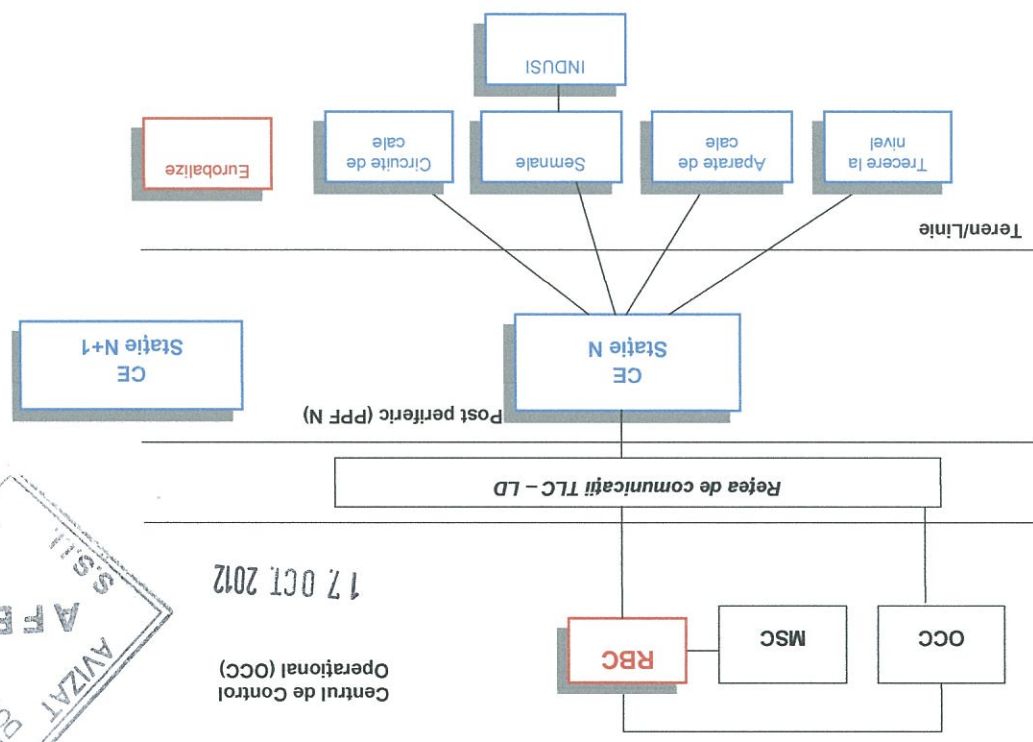 OCC
MSC
RBC
Centrul de Control
Operațional (OCC)
AVIZAT
17. OCT. 2012
Rețea de comunicații TLC – LD
Post periferic (PPF N)
CE
Stație N
CE
Stație N+1
Teren/Linie
Trecere la
nivel
Aparate de
cale
Semnale
Circuite de
cale
Eurobalize
INDUSI